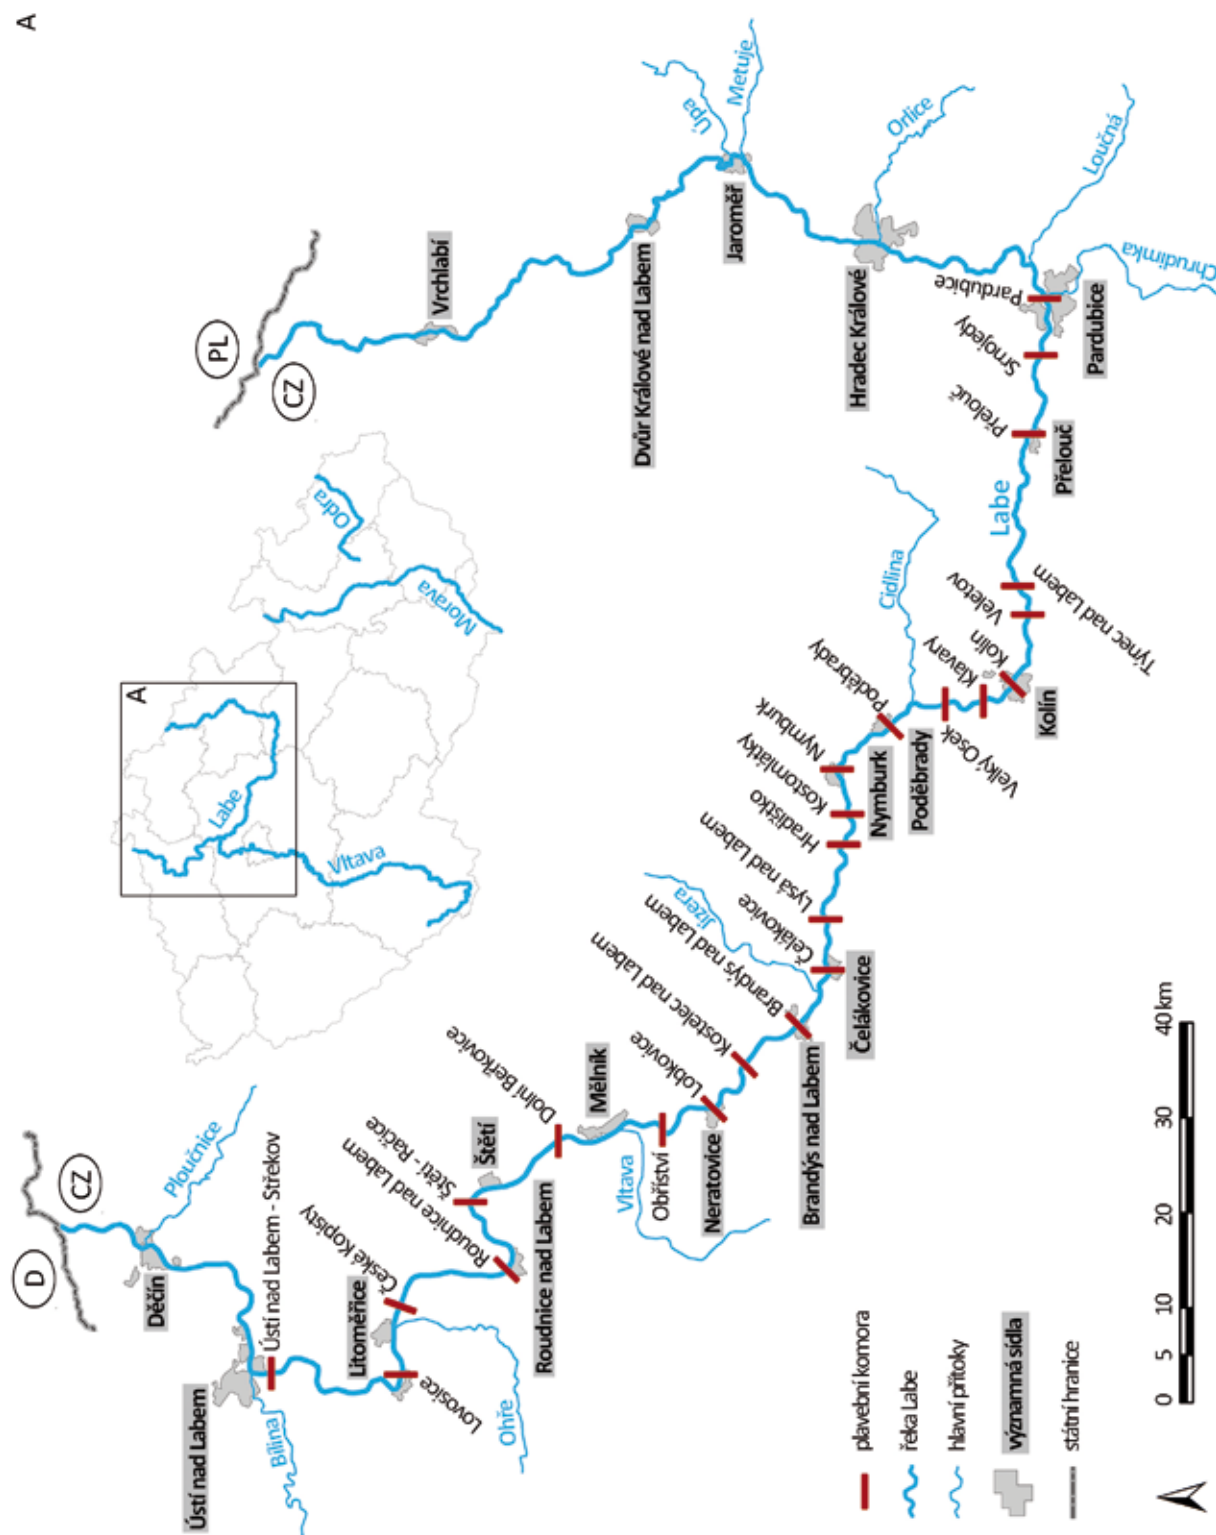 A
PL
CZ
Vrchlabí
Dvůr Králové nad Labem
Úpa
Metuje
Jaroměř
Orlice
Hradec Králové
Loučná
Chrudimka
Pardubice
Pardubice
Srnojedy
Přelouč
Přelouč
Labe
Týnec nad Labem
Veletov
Kolín
Kolín
Klavary
Velký Osek
Cidlina
Poděbrady
Poděbrady
Nymburk
Nymburk
Kostomlátky
Hradištko
Lysá nad Labem
Čelákovice
Čelákovice
Jizera
Brandýs nad Labem
Brandýs nad Labem
Kostelec nad Labem
Lobkovice
Neratovice
Obříství
Vltava
Mělník
Dolní Beřkovice
Štětí
Štětí - Račice
Roudnice nad Labem
Roudnice nad Labem
České Kopisty
Litoměřice
Ohře
Lovosice
Ústí nad Labem - Střekov
Ústí nad Labem
Bílina
Děčín
Ploučnice
CZ
D
A
Labe
Vltava
Morava
Odra
plavební komora
řeka Labe
hlavní přítoky
významná sídla
státní hranice
0 5 10 20 30 40 km